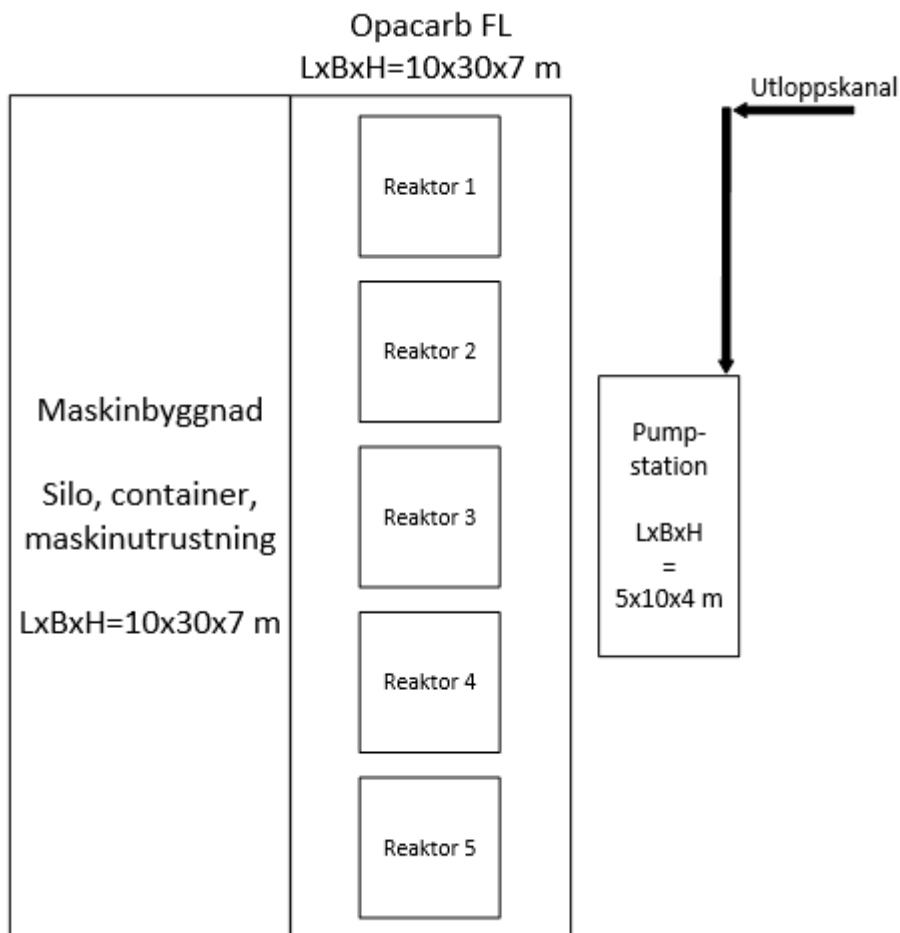 Opacarb FL
LxBxH=10x30x7 m
Utloppskanal
Reaktor 1
Reaktor 2
Maskinbyggnad
Silo, container,
maskinutrustning
LxBxH=10x30x7 m
Reaktor 3
Pump-
station
LxBxH
=
5x10x4 m
Reaktor 4
Reaktor 5